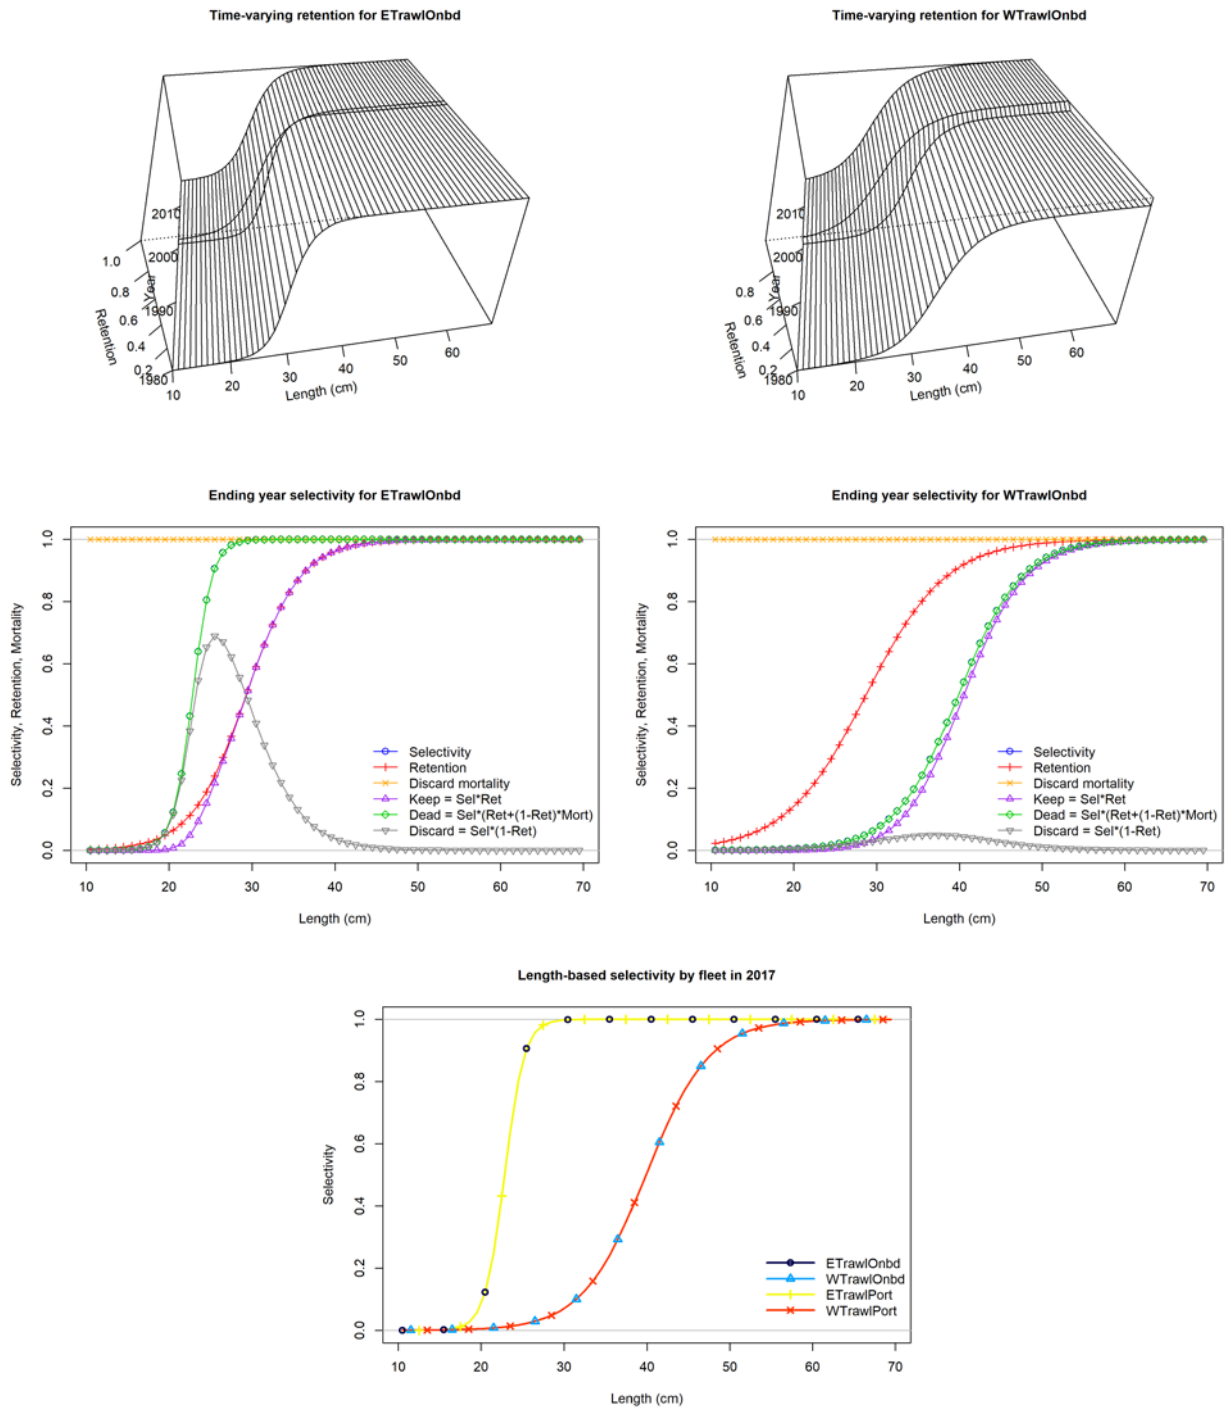 Time-varying retention for ETrawlOnbd
2010
2000
1990
1980
Year
1.0
0.8
0.6
0.4
0.2
Retention
10
20
30
40
50
60
Length (cm)
Time-varying retention for WTrawlOnbd
2010
2000
1990
1980
Year
0.8
0.6
0.4
0.2
Retention
10
20
30
40
50
60
Length (cm)
Ending year selectivity for ETrawlOnbd
Selectivity, Retention, Mortality
1.0
0.8
0.6
0.4
0.2
0.0
Selectivity
Retention
Discard mortality
Keep = Sel*Ret
Dead = Sel*(Ret+(1-Ret)*Mort)
Discard = Sel*(1-Ret)
10 20 30 40 50 60 70
Length (cm)
Ending year selectivity for WTrawlOnbd
Selectivity, Retention, Mortality
1.0
0.8
0.6
0.4
0.2
0.0
Selectivity
Retention
Discard mortality
Keep = Sel*Ret
Dead = Sel*(Ret+(1-Ret)*Mort)
Discard = Sel*(1-Ret)
10 20 30 40 50 60 70
Length (cm)
Length-based selectivity by fleet in 2017
Selectivity
1.0
0.8
0.6
0.4
0.2
0.0
ETrawlOnbd
WTrawlOnbd
ETrawlPort
WTrawlPort
10 20 30 40 50 60 70
Length (cm)